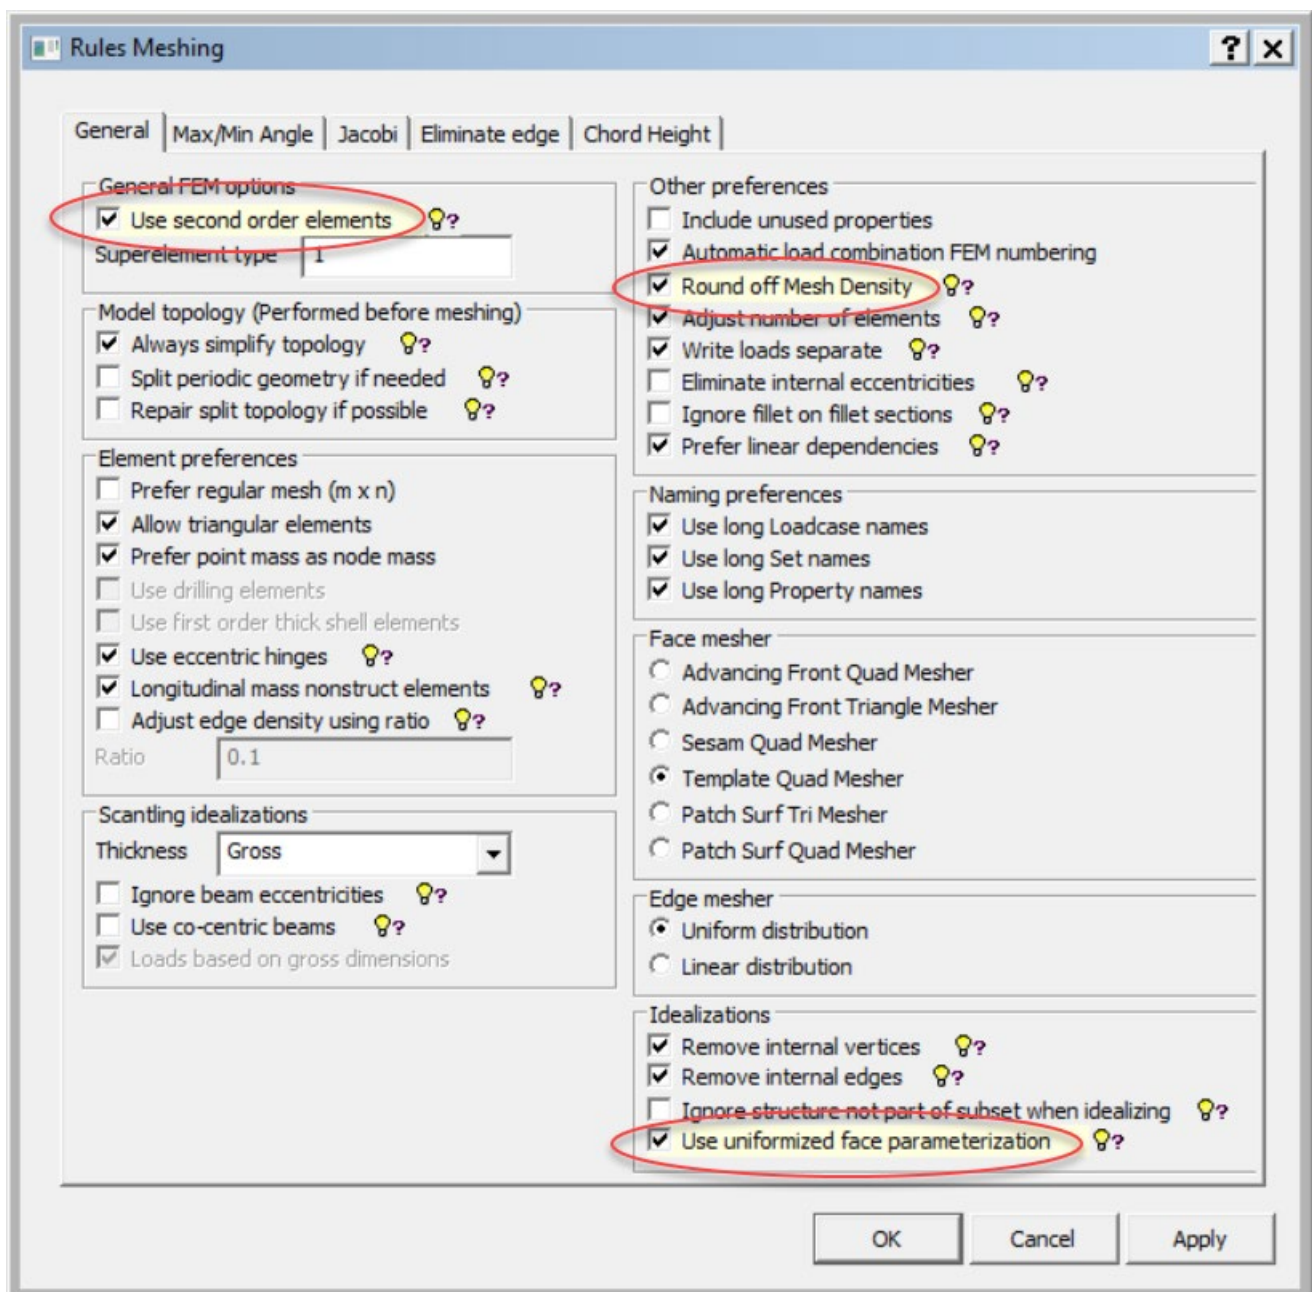 Rules Meshing
General
Max/Min Angle
Jacobi
Eliminate edge
Chord Height
General FEM options
Use second order elements
Superelement type 1
Model topology (Performed before meshing)
Always simplify topology
Split periodic geometry if needed
Repair split topology if possible
Element preferences
Prefer regular mesh (m x n)
Allow triangular elements
Prefer point mass as node mass
Use drilling elements
Use first order thick shell elements
Use eccentric hinges
Longitudinal mass nonstruct elements
Adjust edge density using ratio
Ratio 0.1
Scantling idealizations
Thickness Gross
Ignore beam eccentricities
Use co-centric beams
Loads based on gross dimensions
Other preferences
Include unused properties
Automatic load combination FEM numbering
Round off Mesh Density
Adjust number of elements
Write loads separate
Eliminate internal eccentricities
Ignore fillet on fillet sections
Prefer linear dependencies
Naming preferences
Use long Loadcase names
Use long Set names
Use long Property names
Face mesher
Advancing Front Quad Mesher
Advancing Front Triangle Mesher
Sesam Quad Mesher
Template Quad Mesher
Patch Surf Tri Mesher
Patch Surf Quad Mesher
Edge mesher
Uniform distribution
Linear distribution
Idealizations
Remove internal vertices
Remove internal edges
Ignore structure not part of subset when idealizing
Use uniformized face parameterization
OK
Cancel
Apply